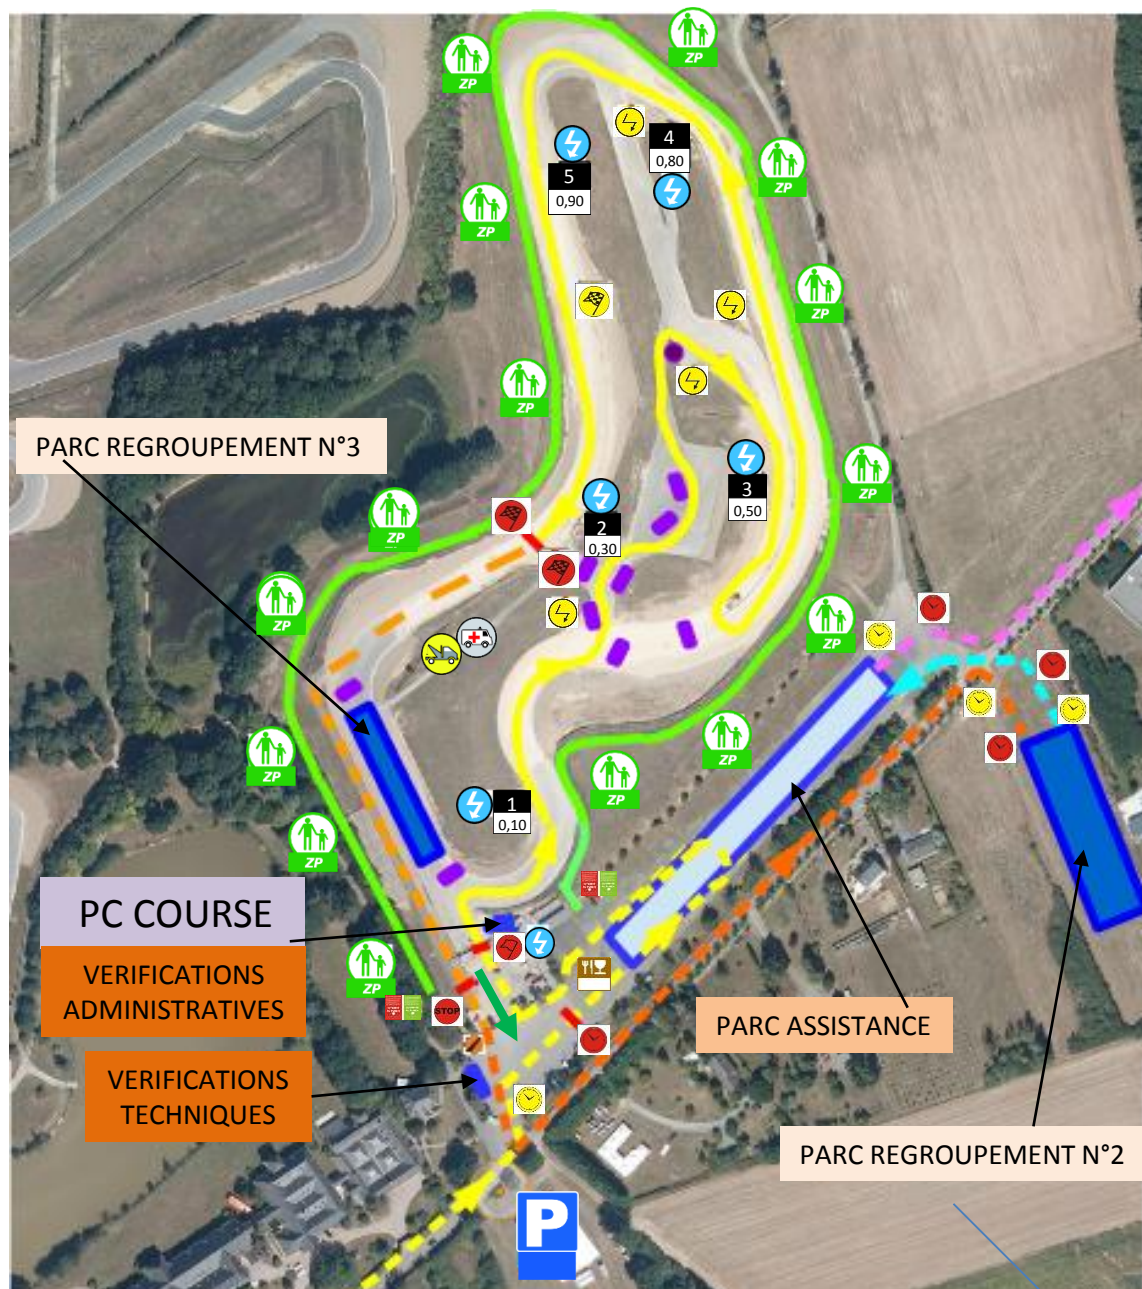 ZP
ZP
4
0,80
5
0,90
ZP
ZP
ZP
ZP
PARC REGROUPEMENT N°3
3
0,50
ZP
2
0,30
ZP
ZP
ZP
ZP
ZP
ZP
1
0,10
ZP
PC COURSE
VERIFICATIONS
ADMINISTRATIVES
ZP
STOP
PARC ASSISTANCE
VERIFICATIONS
TECHNIQUES
PARC REGROUPEMENT N°2
P